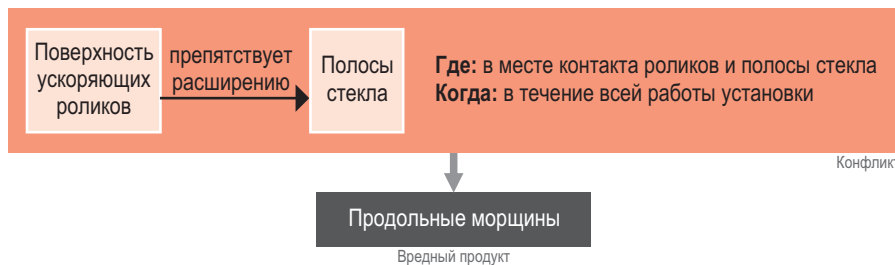 Поверхность
ускоряющих
роликов
препятствует
расширению
Полосы
стекла
Где: в месте контакта роликов и полосы стекла
Когда: в течение всей работы установки
Конфликт
Продольные морщины
Вредный продукт